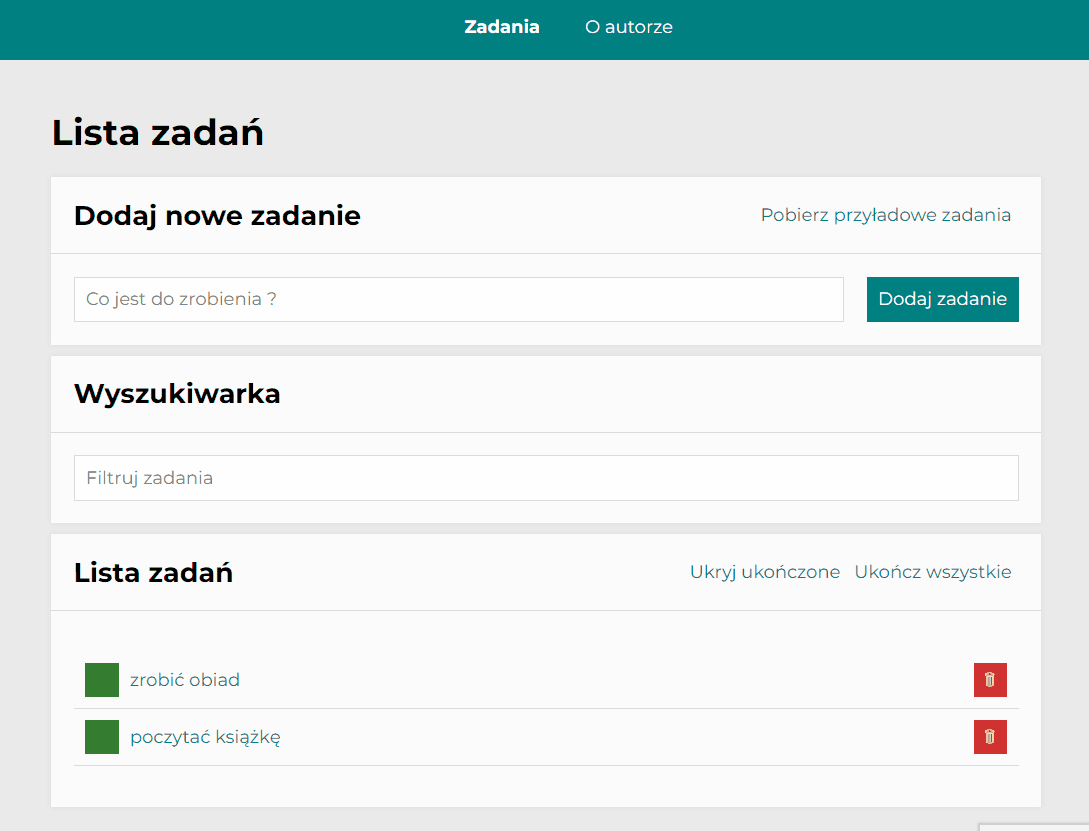 Zadania O autorze
Lista zadań
Dodaj nowe zadanie Pobierz przyładowe zadania
Co jest do zrobienia ? Dodaj zadanie
Wyszukiwarka
Filtruj zadania
Lista zadań Ukryj ukończone Ukończ wszystkie
zrobić obiad
poczytać książkę